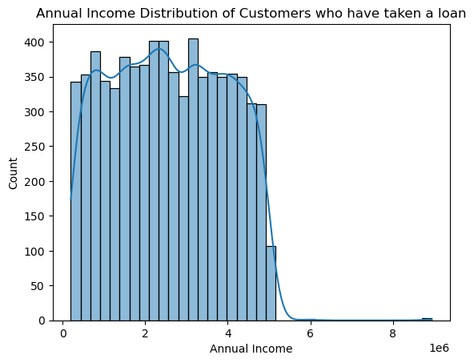 Annual Income Distribution of Customers who have taken a loan
400
350
300
250
200
150
100
50
0
Count
0 2 4 6 8
1e6
Annual Income